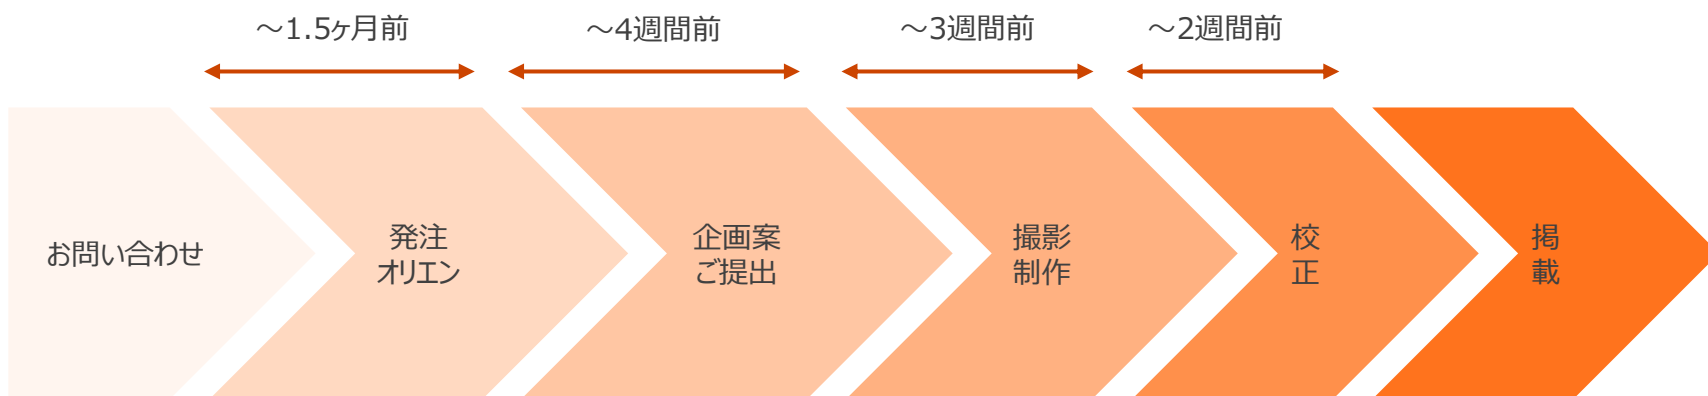 ～1.5ヶ月前
～4週間前
～3週間前
～2週間前
お問い合わせ
発注
オリエン
企画案
ご提出
撮影
制作
校
正
掲
載